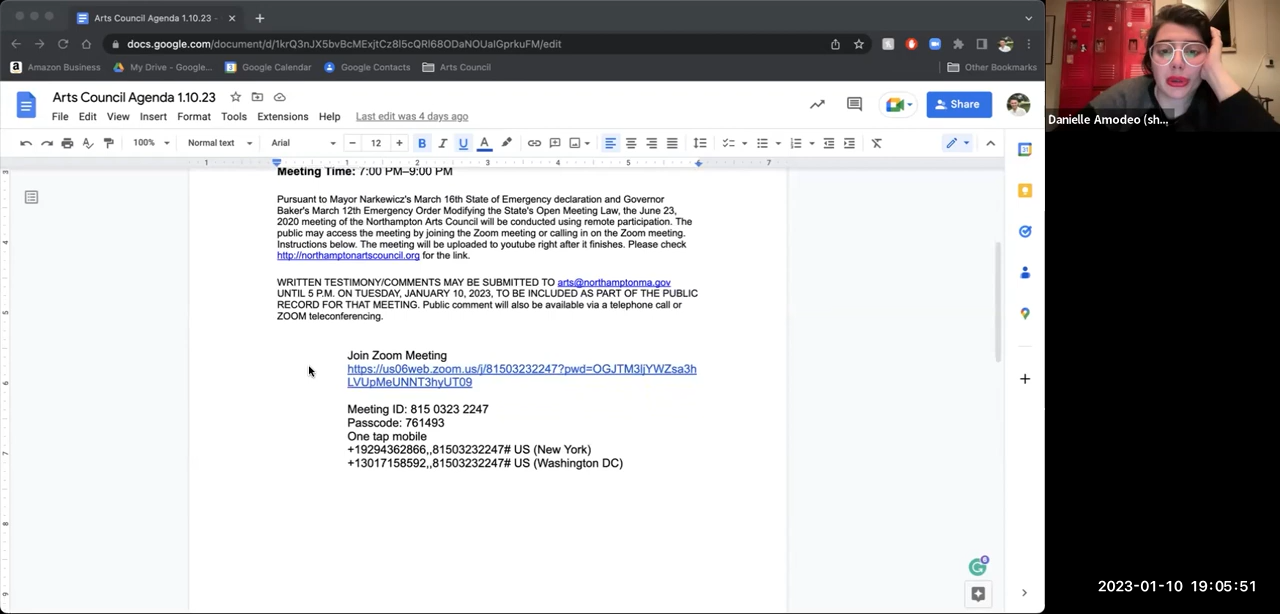 Arts Council Agenda 1.10.23 -
docs.google.com/document/d/1krQ3nJX5bvBcMExjtCz8l5cQRl68ODaNOUalGprkuFM/edit
Amazon Business
My Drive - Google...
Google Calendar
Google Contacts
Arts Council
Other Bookmarks
Arts Council Agenda 1.10.23
Share
File Edit View Insert Format Tools Extensions Help Last edit was 4 days ago
100% Normal text Arial 12
1 1 2 3 4 5 7
Meeting Time: 7:00 PM–9:00 PM
Pursuant to Mayor Narkewicz's March 16th State of Emergency declaration and Governor
Baker's March 12th Emergency Order Modifying the State's Open Meeting Law, the June 23,
2020 meeting of the Northampton Arts Council will be conducted using remote participation. The
public may access the meeting by joining the Zoom meeting or calling in on the Zoom meeting.
Instructions below. The meeting will be uploaded to youtube right after it finishes. Please check
http://northamptonartscouncil.org for the link.
WRITTEN TESTIMONY/COMMENTS MAY BE SUBMITTED TO arts@northamptonma.gov
UNTIL 5 P.M. ON TUESDAY, JANUARY 10, 2023, TO BE INCLUDED AS PART OF THE PUBLIC
RECORD FOR THAT MEETING. Public comment will also be available via a telephone call or
ZOOM teleconferencing.
Join Zoom Meeting
https://us06web.zoom.us/j/81503232247?pwd=OGJTM3ljYWZsa3h
LVUpMeUNNT3hyUT09
Meeting ID: 815 0323 2247
Passcode: 761493
One tap mobile
+19294362866,,81503232247# US (New York)
+13017158592,,81503232247# US (Washington DC)
Danielle Amodeo (sh...
2023-01-10 19:05:51